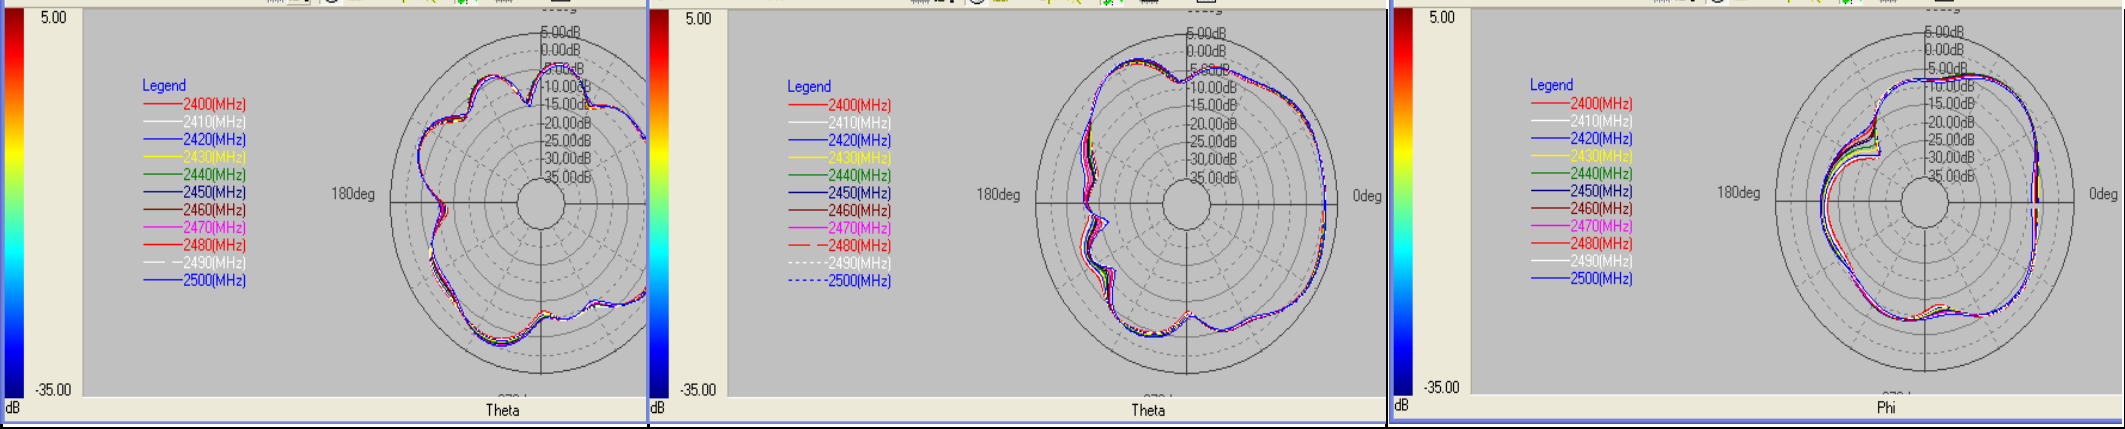 5.00
Legend
2400(MHz)
2410(MHz)
2420(MHz)
2430(MHz)
2440(MHz)
2450(MHz)
2460(MHz)
2470(MHz)
2480(MHz)
2490(MHz)
2500(MHz)
5.00dB
0.00dB
5.00dB
10.00dB
15.00dB
20.00dB
25.00dB
30.00dB
35.00dB
180deg
-35.00
dB
Theta
5.00
Legend
2400(MHz)
2410(MHz)
2420(MHz)
2430(MHz)
2440(MHz)
2450(MHz)
2460(MHz)
2470(MHz)
2480(MHz)
2490(MHz)
2500(MHz)
5.00dB
0.00dB
5.00dB
10.00dB
15.00dB
20.00dB
25.00dB
30.00dB
35.00dB
180deg
0deg
-35.00
dB
Theta
5.00
Legend
2400(MHz)
2410(MHz)
2420(MHz)
2430(MHz)
2440(MHz)
2450(MHz)
2460(MHz)
2470(MHz)
2480(MHz)
2490(MHz)
2500(MHz)
5.00dB
0.00dB
5.00dB
10.00dB
15.00dB
20.00dB
25.00dB
30.00dB
35.00dB
180deg
0deg
-35.00
dB
Phi